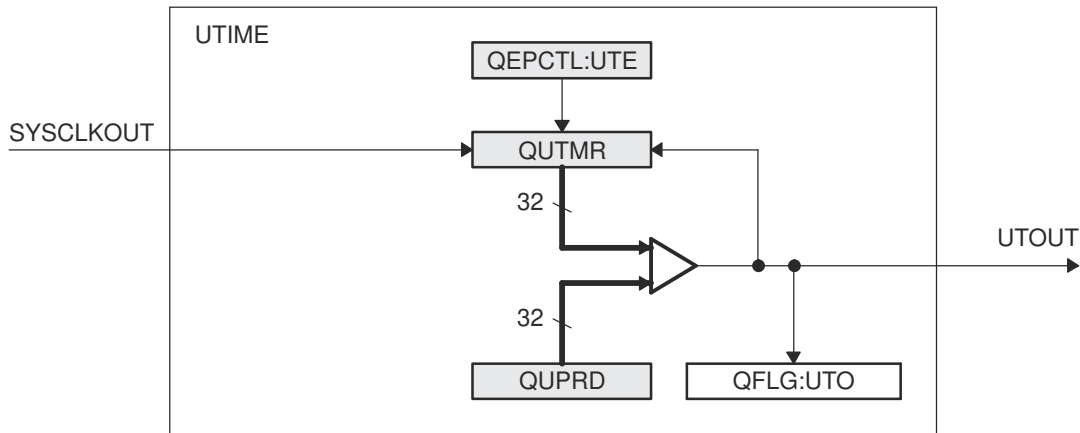 UTIME
QEPCTL:UTE
SYSCLKOUT
QUTMR
32
UTOUT
32
QUPRD
QFLG:UTO